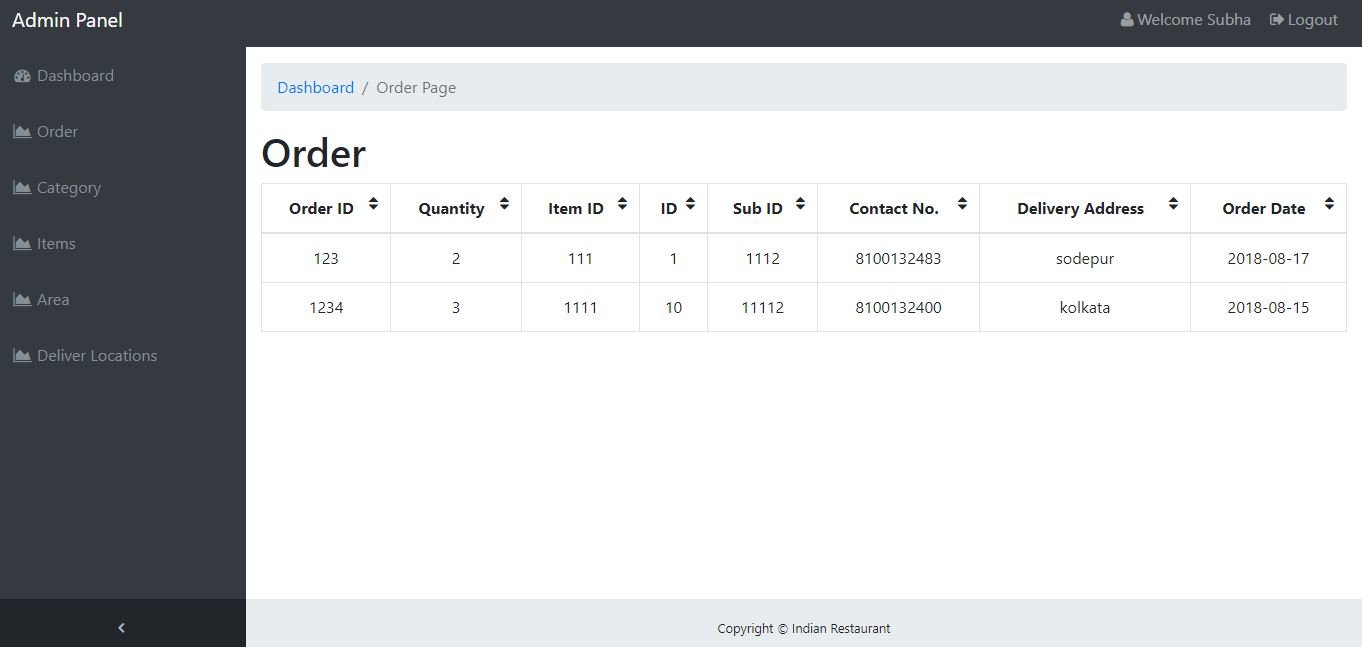 Admin Panel
Welcome Subha Logout
Dashboard
Order
Category
Items
Area
Deliver Locations
Dashboard / Order Page
Order
Order ID Quantity Item ID ID Sub ID Contact No. Delivery Address Order Date
123 2 111 1 1112 8100132483 sodepur 2018-08-17
1234 3 1111 10 11112 8100132400 kolkata 2018-08-15
Copyright © Indian Restaurant